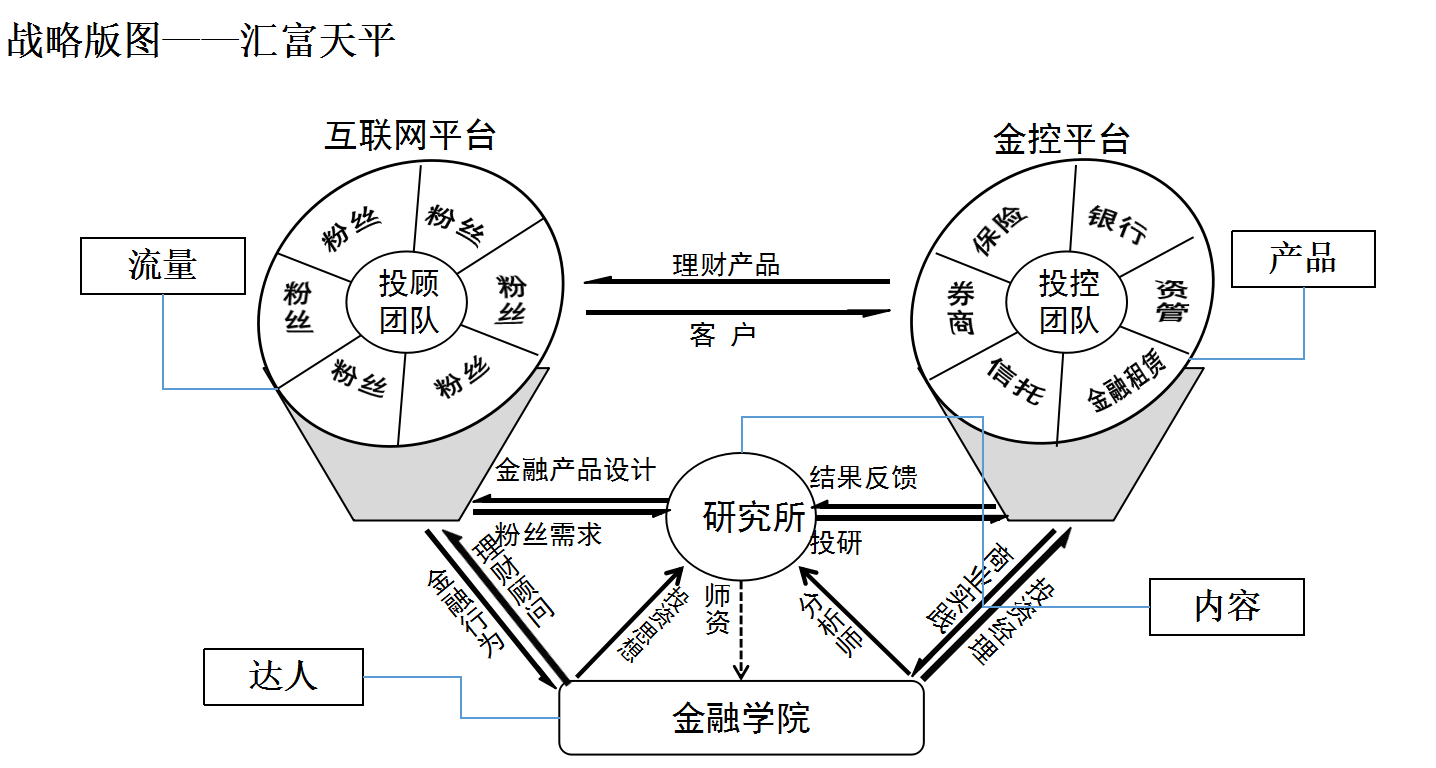 战略版图——汇富天平
互联网平台
金控平台
粉丝
粉丝
粉丝
粉丝
粉丝
粉丝
投顾
团队
流量
理财产品
客 户
保险
银行
券商
资管
信托
金融租赁
投控
团队
产品
金融产品设计
粉丝需求
研究所
结果反馈
投研
金融行为
理财顾问
投资思想
师资
分析师
商业实践
投资经理
内容
达人
金融学院